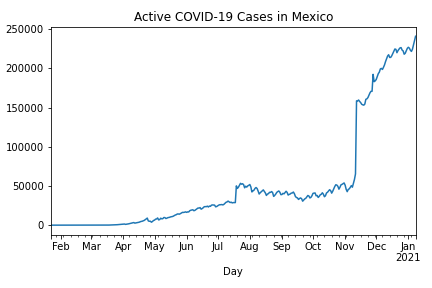 Active COVID-19 Cases in Mexico
250000
200000
150000
100000
50000
0
Feb Mar Apr May Jun Jul Aug Sep Oct Nov Dec Jan
2021
Day